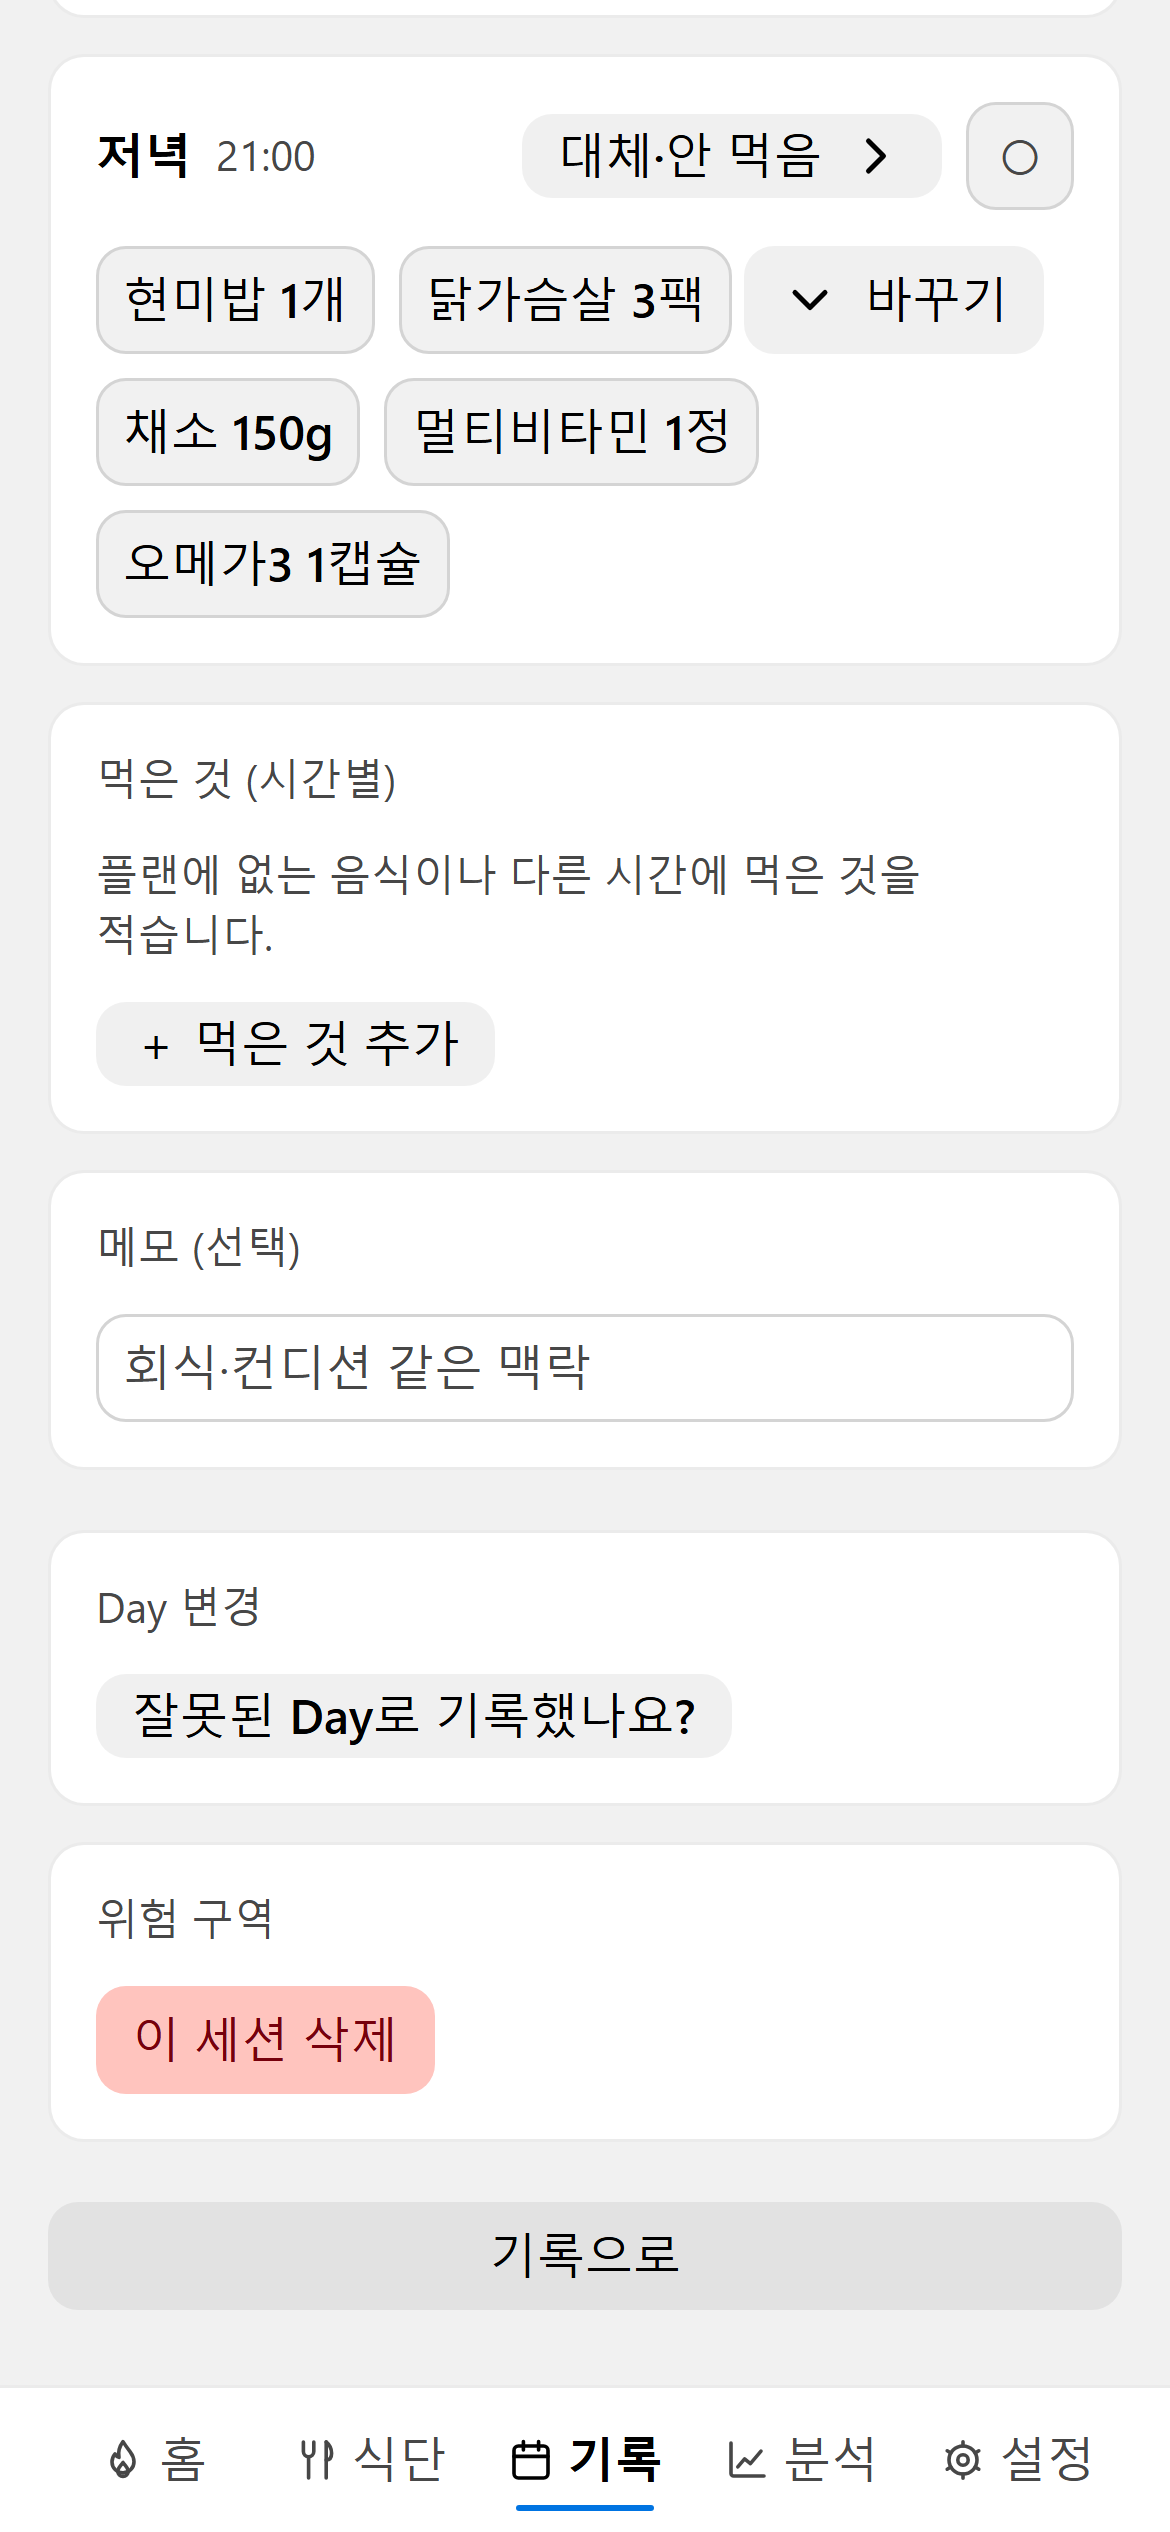 저녁 21:00 대체·안 먹음
현미밥 1개 닭가슴살 3팩 바꾸기
채소 150g 멀티비타민 1정
오메가3 1캡슐
먹은 것 (시간별)
플랜에 없는 음식이나 다른 시간에 먹은 것을
적습니다.
+ 먹은 것 추가
메모 (선택)
회식·컨디션 같은 맥락
Day 변경
잘못된 Day로 기록했나요?
위험 구역
이 세션 삭제
기록으로
홈 식단 기록 분석 설정